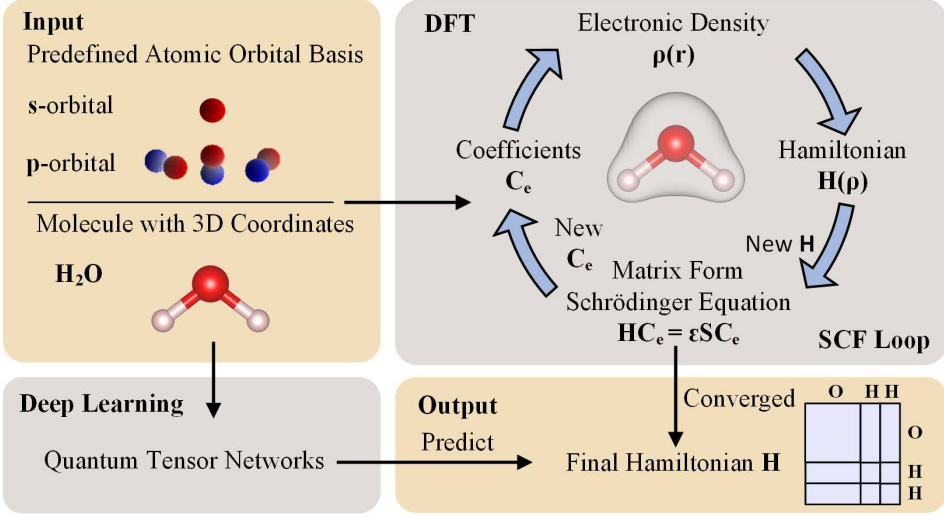 Input
Predefined Atomic Orbital Basis
s-orbital
p-orbital
Molecule with 3D Coordinates
H₂O
DFT
Electronic Density
ρ(r)
Coefficients
Cₑ
Hamiltonian
H(ρ)
New
Cₑ
New H
Matrix Form
Schrödinger Equation
HCₑ = εSCₑ
SCF Loop
Deep Learning
Quantum Tensor Networks
Output
Predict
Converged
Final Hamiltonian H
O H H
O
H
H